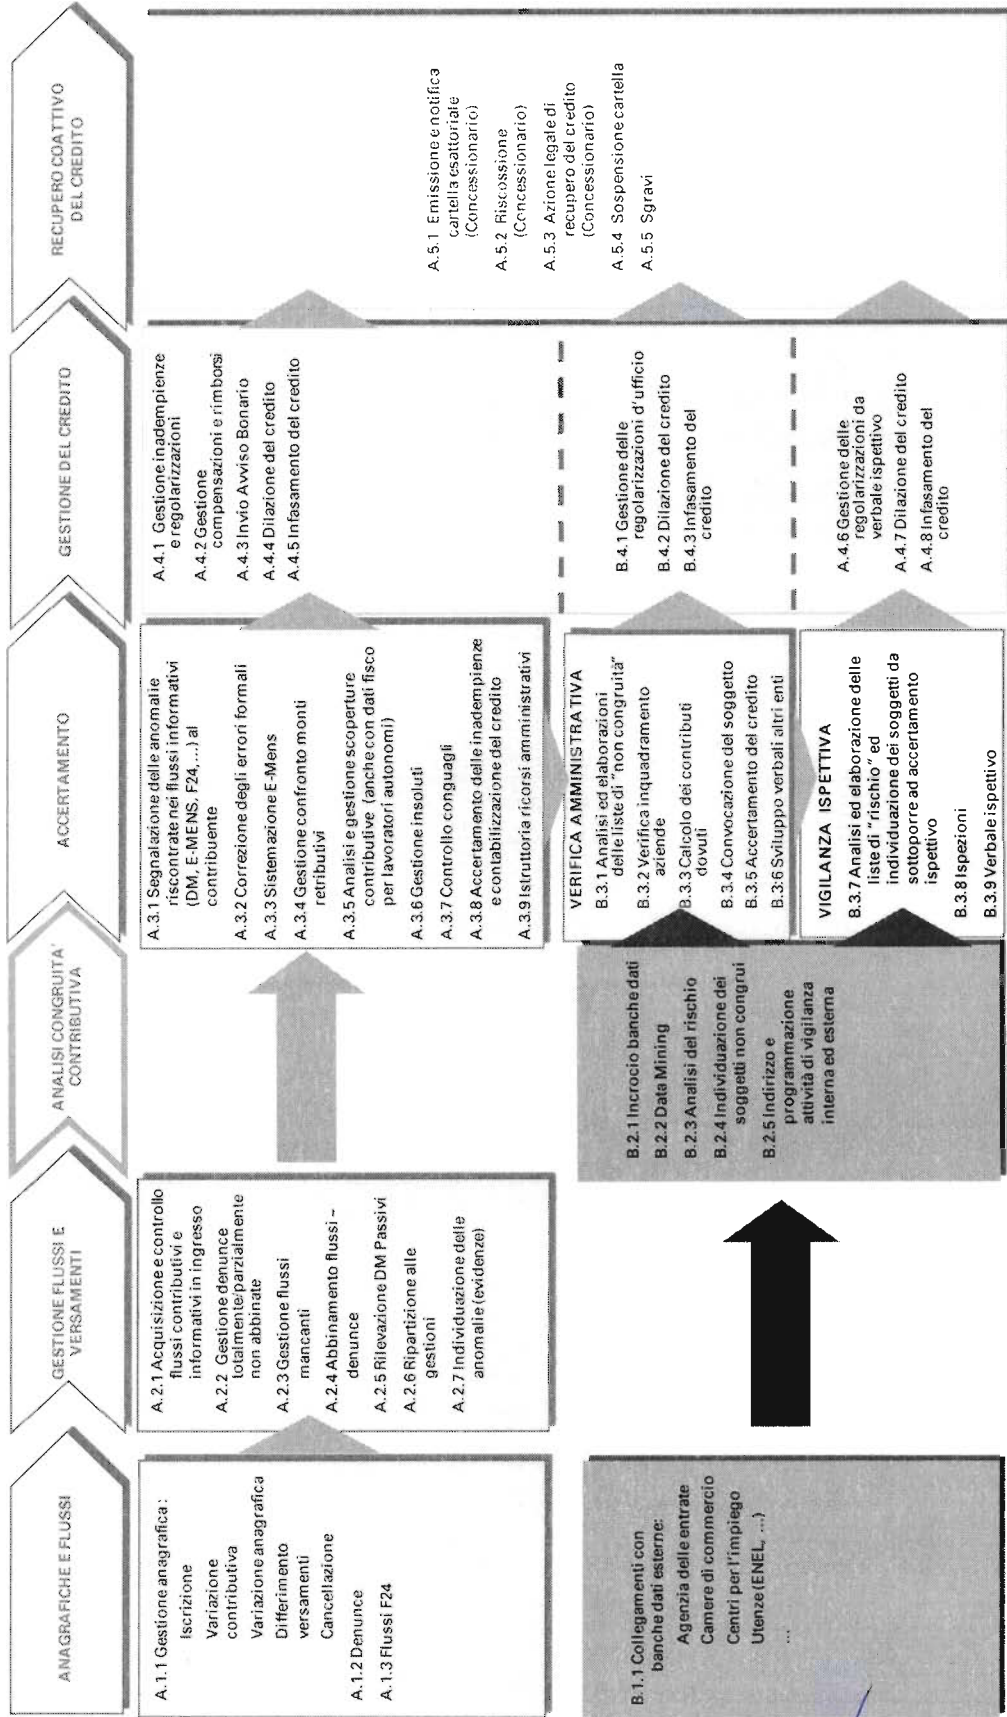 ANAGRAFICHE E FLUSSI
GESTIONE FLUSSI E
VERSAMENTI
ANALISI CONGRUITA'
CONTRIBUTIVA
ACCERTAMENTO
GESTIONE DEL CREDITO
RECUPERO COATTIVO
DEL CREDITO
A.1.1 Gestione anagrafica :
Iscrizione
Variazione
contributiva
Variazione anagrafica
Differimento
versamenti
Cancellazione
A.1.2 Denunce
A.1.3 Flussi F24
A.2.1 Acquisizione e controllo
flussi contributivi e
informativi in ingresso
A.2.2 Gestione denunce
totalmente/parzialmente
non abbinate
A.2.3 Gestione flussi
mancanti
A.2.4 Abbinamento flussi –
denunce
A.2.5 Rilevazione DM Passivi
A.2.6 Ripartizione alle
gestioni
A.2.7 Individuazione delle
anomalie (evidenze)
A.3.1 Segnalazione delle anomalie
riscontrate nei flussi informativi
(DM, E-MENS, F24,...) al
contribuente
A.3.2 Correzione degli errori formali
A.3.3 Sistemazione E-Mens
A.3.4 Gestione confronto monti
retributivi
A.3.5 Analisi e gestione scoperture
contributive (anche con dati fisco
per lavoratori autonomi)
A.3.6 Gestione insoluti
A.3.7 Controllo conguagli
A.3.8 Accertamento delle inadempienze
e contabilizzazione del credito
A.3.9 Istruttoria ricorsi amministrativi
A.4.1 Gestione inadempienze
e regolarizzazioni
A.4.2 Gestione
compensazioni e rimborsi
A.4.3 Invio Avviso Bonario
A.4.4 Dilazione del credito
A.4.5 Infasamento del credito
A.5.1 Emissione e notifica
cartella esattoriale
(Concessionario)
A.5.2 Riscossione
(Concessionario)
A.5.3 Azione legale di
recupero del credito
(Concessionario)
A.5.4 Sospensione cartella
A.5.5 Sgravi
B.1.1 Collegamenti con
banche dati esterne:
Agenzia delle entrate
Camere di commercio
Centri per l'impiego
Utenze (ENEL, ...)
...
B.2.1 Incrocio banche dati
B.2.2 Data Mining
B.2.3 Analisi del rischio
B.2.4 Individuazione dei
soggetti non congrui
B.2.5 Indirizzo e
programmazione
attività di vigilanza
interna ed esterna
VERIFICA AMMINISTRATIVA
B.3.1 Analisi ed elaborazioni
delle liste di "non congruità"
B.3.2 Verifica inquadramento
aziende
B.3.3 Calcolo dei contributi
dovuti
B.3.4 Convocazione del soggetto
B.3.5 Accertamento del credito
B.3:6 Sviluppo verbali altri enti
B.4.1 Gestione delle
regolarizzazioni d'ufficio
B.4.2 Dilazione del credito
B.4.3 Infasamento del
credito
VIGILANZA ISPETTIVA
B.3.7 Analisi ed elaborazione delle
liste di "rischio" ed
individuazione dei soggetti da
sottoporre ad accertamento
ispettivo
B.3.8 Ispezioni
B.3.9 Verbale ispettivo
A.4.6 Gestione delle
regolarizzazioni da
verbale ispettivo
A.4.7 Dilazione del credito
A.4.8 Infasamento del
credito